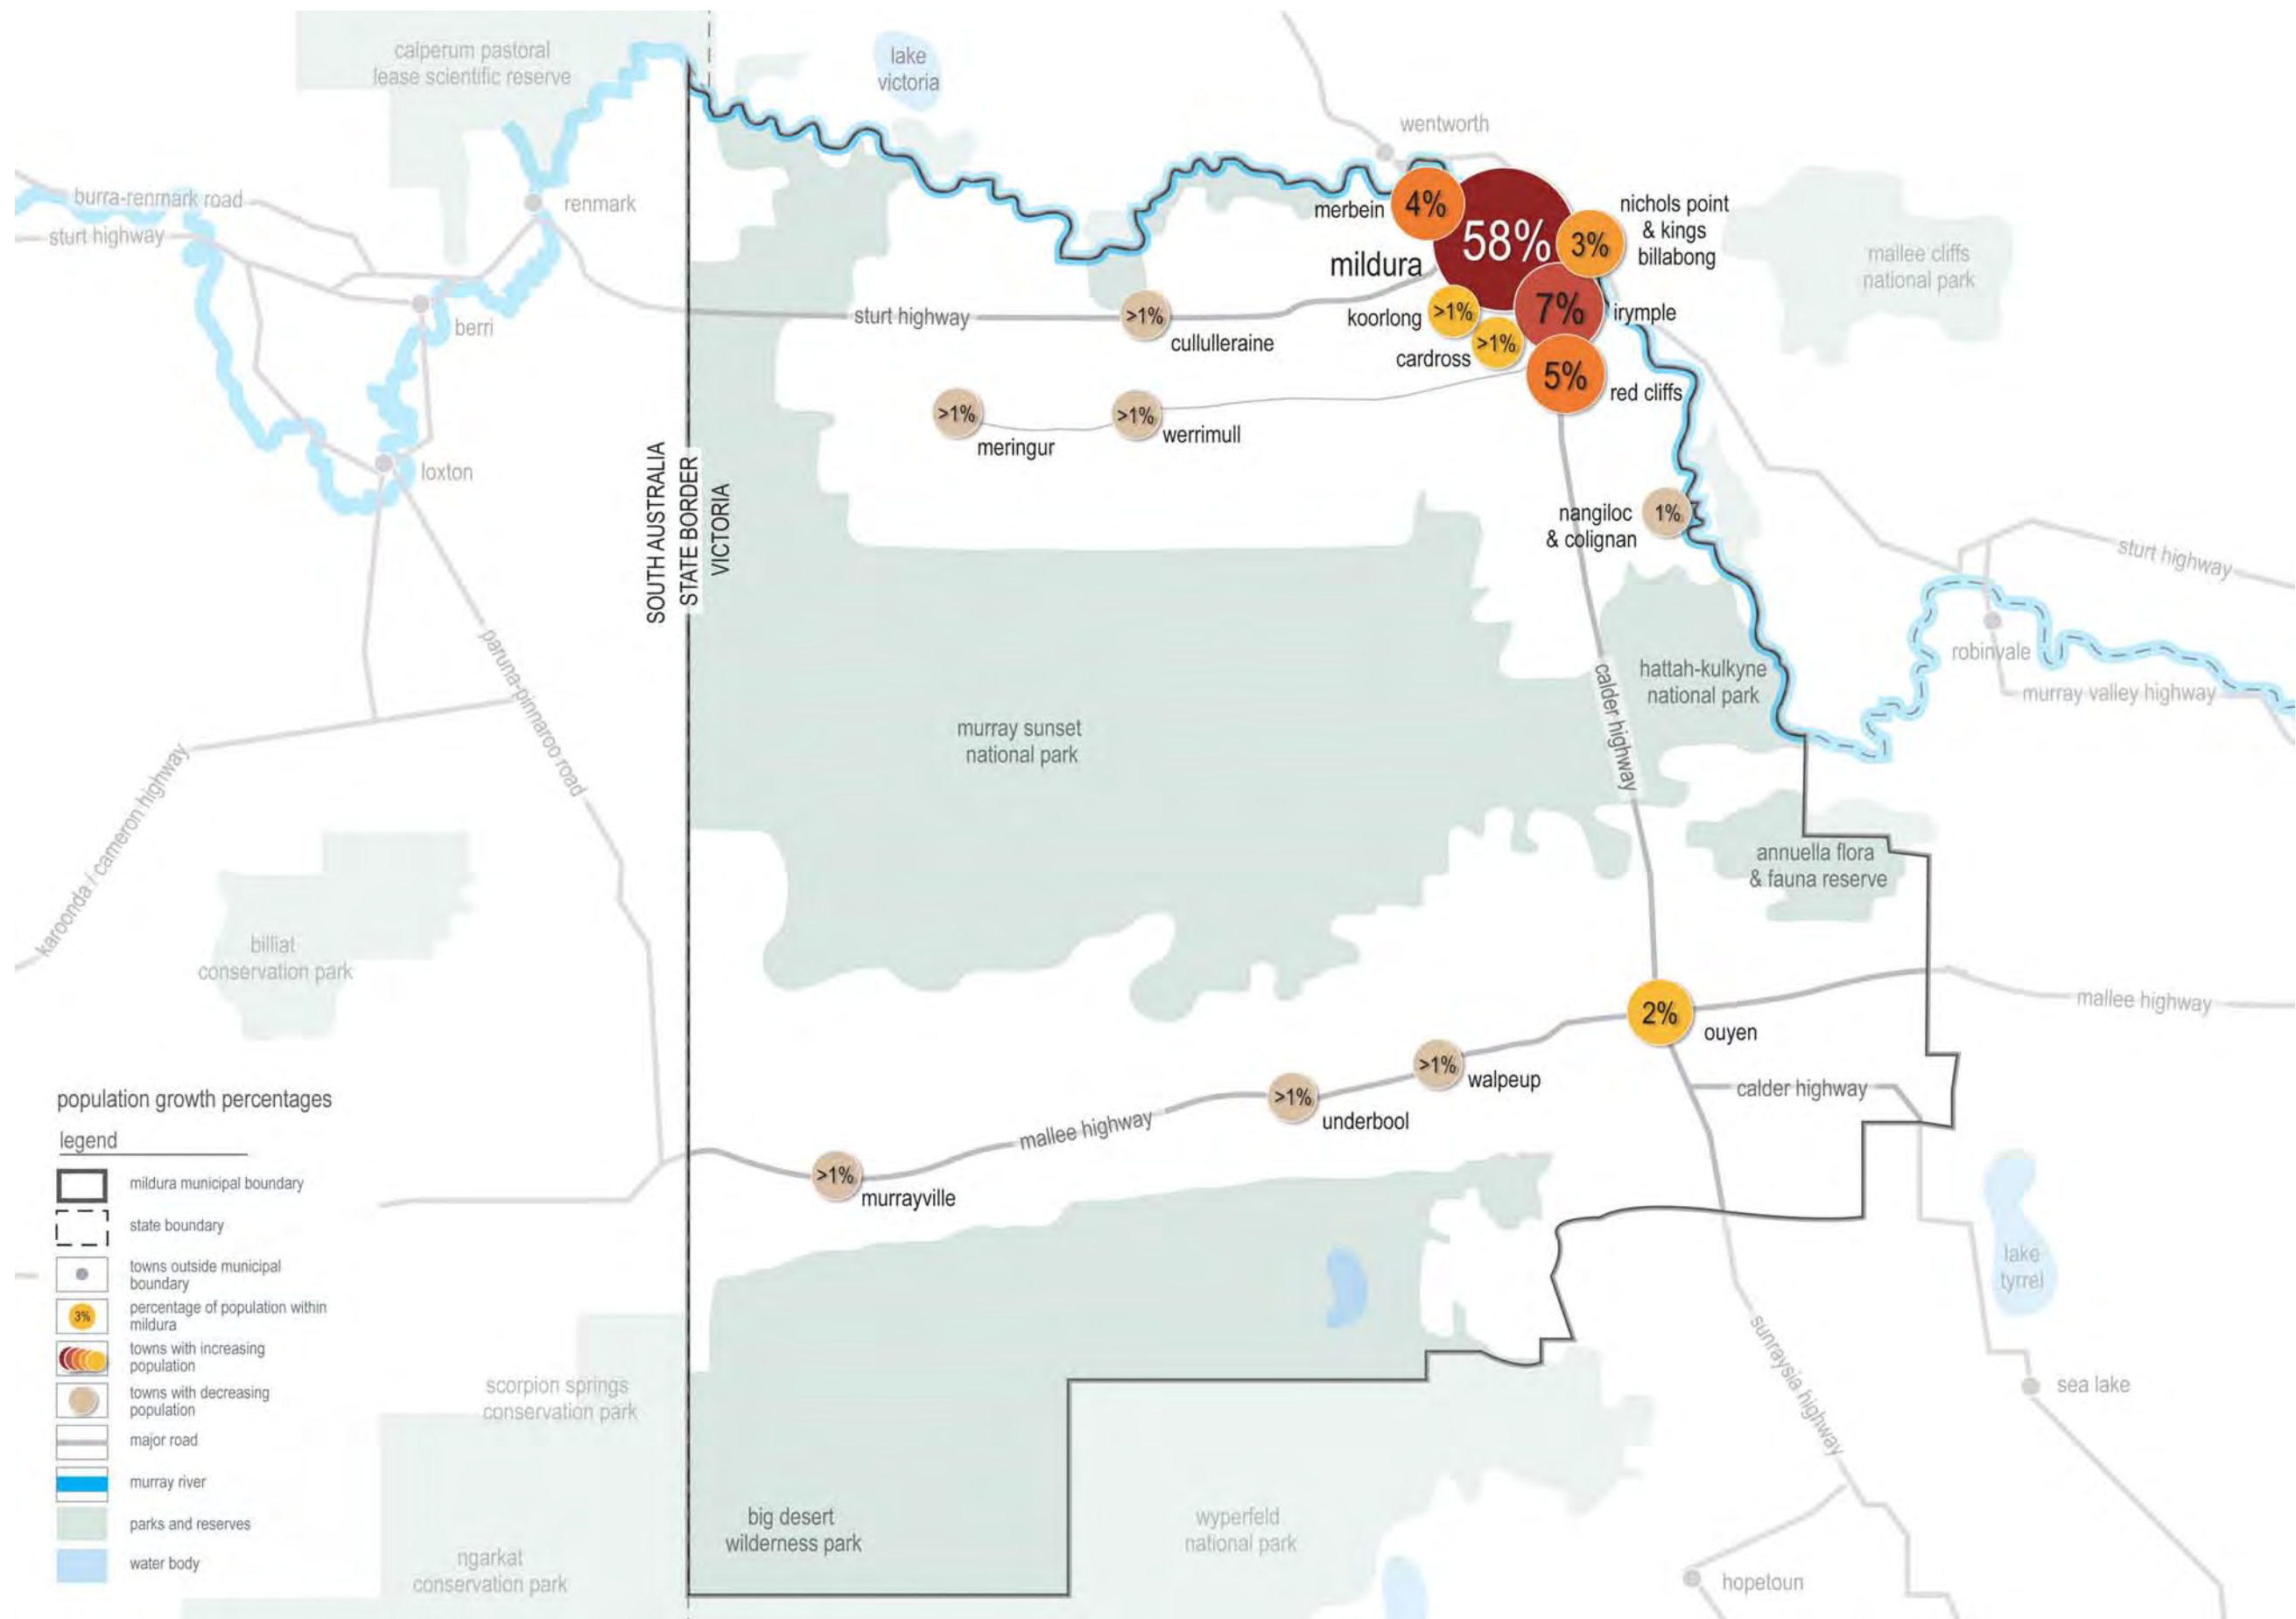 calperum pastoral
lease scientific reserve
lake
victoria
wentworth
burra-renmark road
sturt highway
renmark
merbein
4%
58%
3%
nichols point
& kings
billabong
mallee cliffs
national park
mildura
berri
sturt highway
>1%
cululleraine
koorlong
>1%
7%
irymple
cardross
>1%
5%
red cliffs
>1%
meringur
>1%
werrimull
loxton
SOUTH AUSTRALIA
STATE BORDER
VICTORIA
nangiloc
& colignan
1%
sturt highway
robinvale
murray valley highway
paruna-pinnaroo road
calder highway
hattah-kulkyne
national park
murray sunset
national park
karoonda / cameron highway
annuella flora
& fauna reserve
billiat
conservation park
2%
ouyen
mallee highway
>1%
walpeup
calder highway
>1%
underbool
mallee highway
>1%
murrayville
lake
tyrrel
sunraysia highway
sea lake
scorpion springs
conservation park
big desert
wilderness park
wyperfeld
national park
ngarkat
conservation park
hopetoun
population growth percentages
legend
mildura municipal boundary
state boundary
towns outside municipal
boundary
3%
percentage of population within
mildura
towns with increasing
population
towns with decreasing
population
major road
murray river
parks and reserves
water body